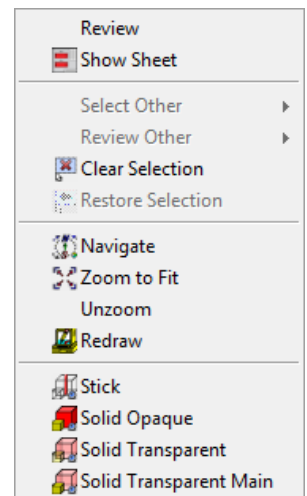 Review
Show Sheet
Select Other
Review Other
Clear Selection
Restore Selection
Navigate
Zoom to Fit
Unzoom
Redraw
Stick
Solid Opaque
Solid Transparent
Solid Transparent Main